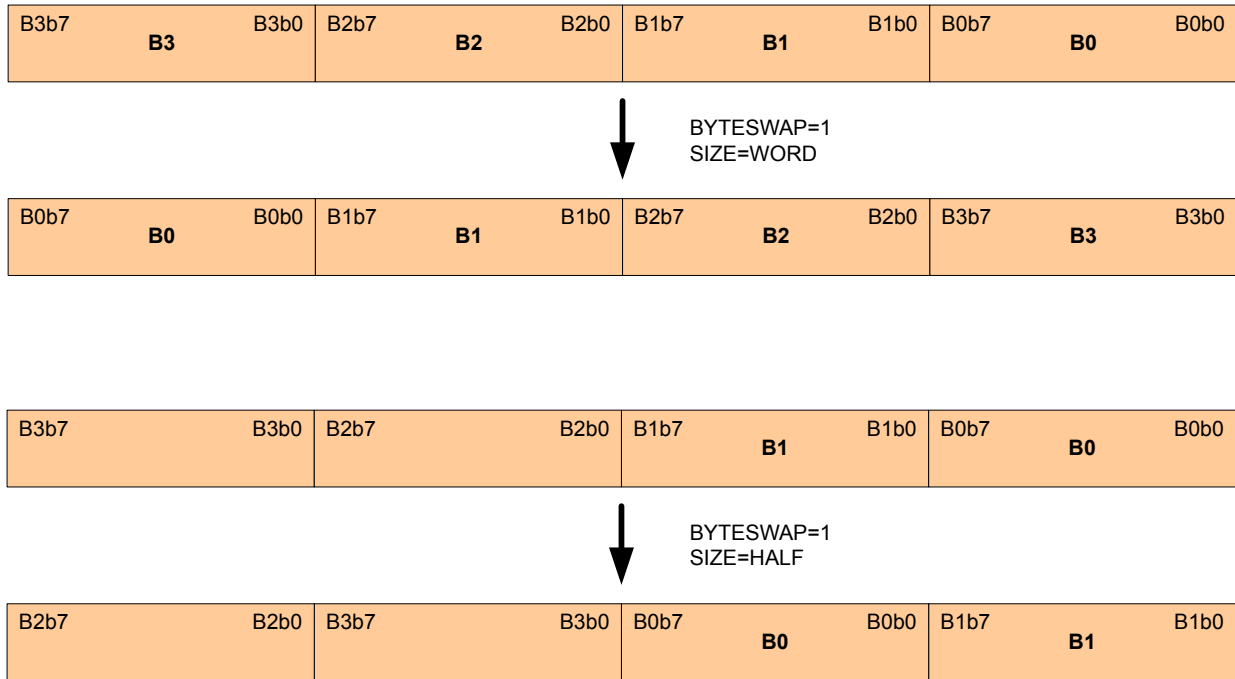 B3b7 B3b0 B2b7 B2b0 B1b7 B1b0 B0b7 B0b0
B3 B2 B1 B0
BYTESWAP=1
SIZE=WORD
B0b7 B0b0 B1b7 B1b0 B2b7 B2b0 B3b7 B3b0
B0 B1 B2 B3
B3b7 B3b0 B2b7 B2b0 B1b7 B1b0 B0b7 B0b0
B1 B0
BYTESWAP=1
SIZE=HALF
B2b7 B2b0 B3b7 B3b0 B0b7 B0b0 B1b7 B1b0
B0 B1